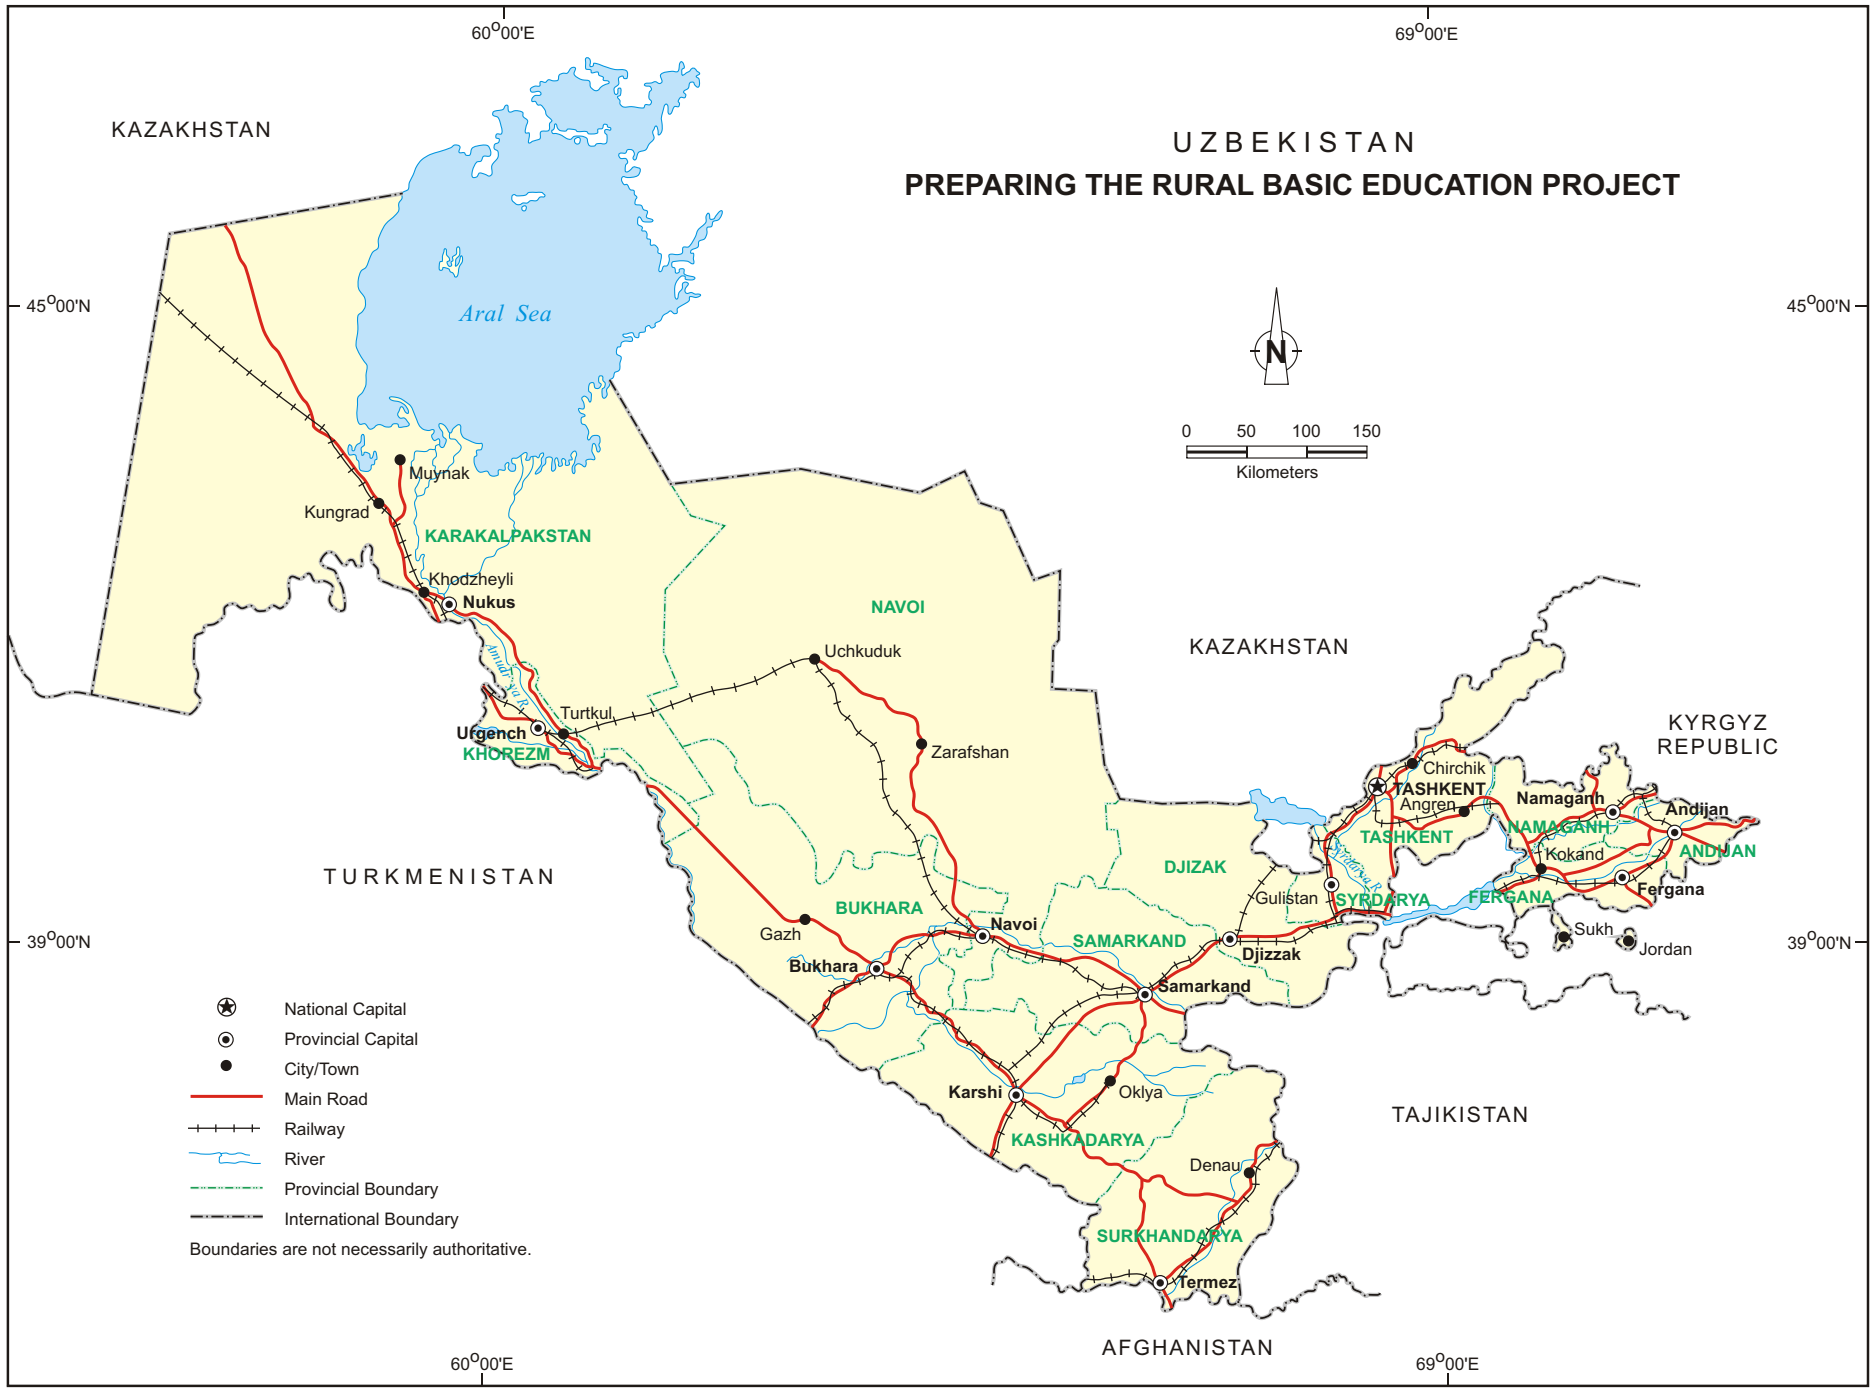 60°00'E
69°00'E
KAZAKHSTAN
UZBEKISTAN
PREPARING THE RURAL BASIC EDUCATION PROJECT
45°00'N
45°00'N
Aral Sea
N
0 50 100 150
Kilometers
Muynak
Kungrad
KARAKALPAKSTAN
Khodzheyli
Nukus
NAVOI
KAZAKHSTAN
Uchkuduk
Amudarya R.
Turtkul
Urgench
KHOREZM
Zarafshan
KYRGYZ
REPUBLIC
Chirchik
TASHKENT
Angren
Namaganh
Andijan
TASHKENT
NAMAGANH
Kokand
ANDIJAN
Syrdarya R.
TURKMENISTAN
DJIZAK
Gulistan
SYRDARYA
FERGANA
Fergana
BUKHARA
Gazh
Navoi
SAMARKAND
Djizzak
Sukh
Jordan
39°00'N
39°00'N
Bukhara
Samarkand
Karshi
Oklya
TAJIKISTAN
KASHKADARYA
Denau
SURKHANDARYA
Termez
AFGHANISTAN
National Capital
Provincial Capital
City/Town
Main Road
Railway
River
Provincial Boundary
International Boundary
Boundaries are not necessarily authoritative.
60°00'E
69°00'E